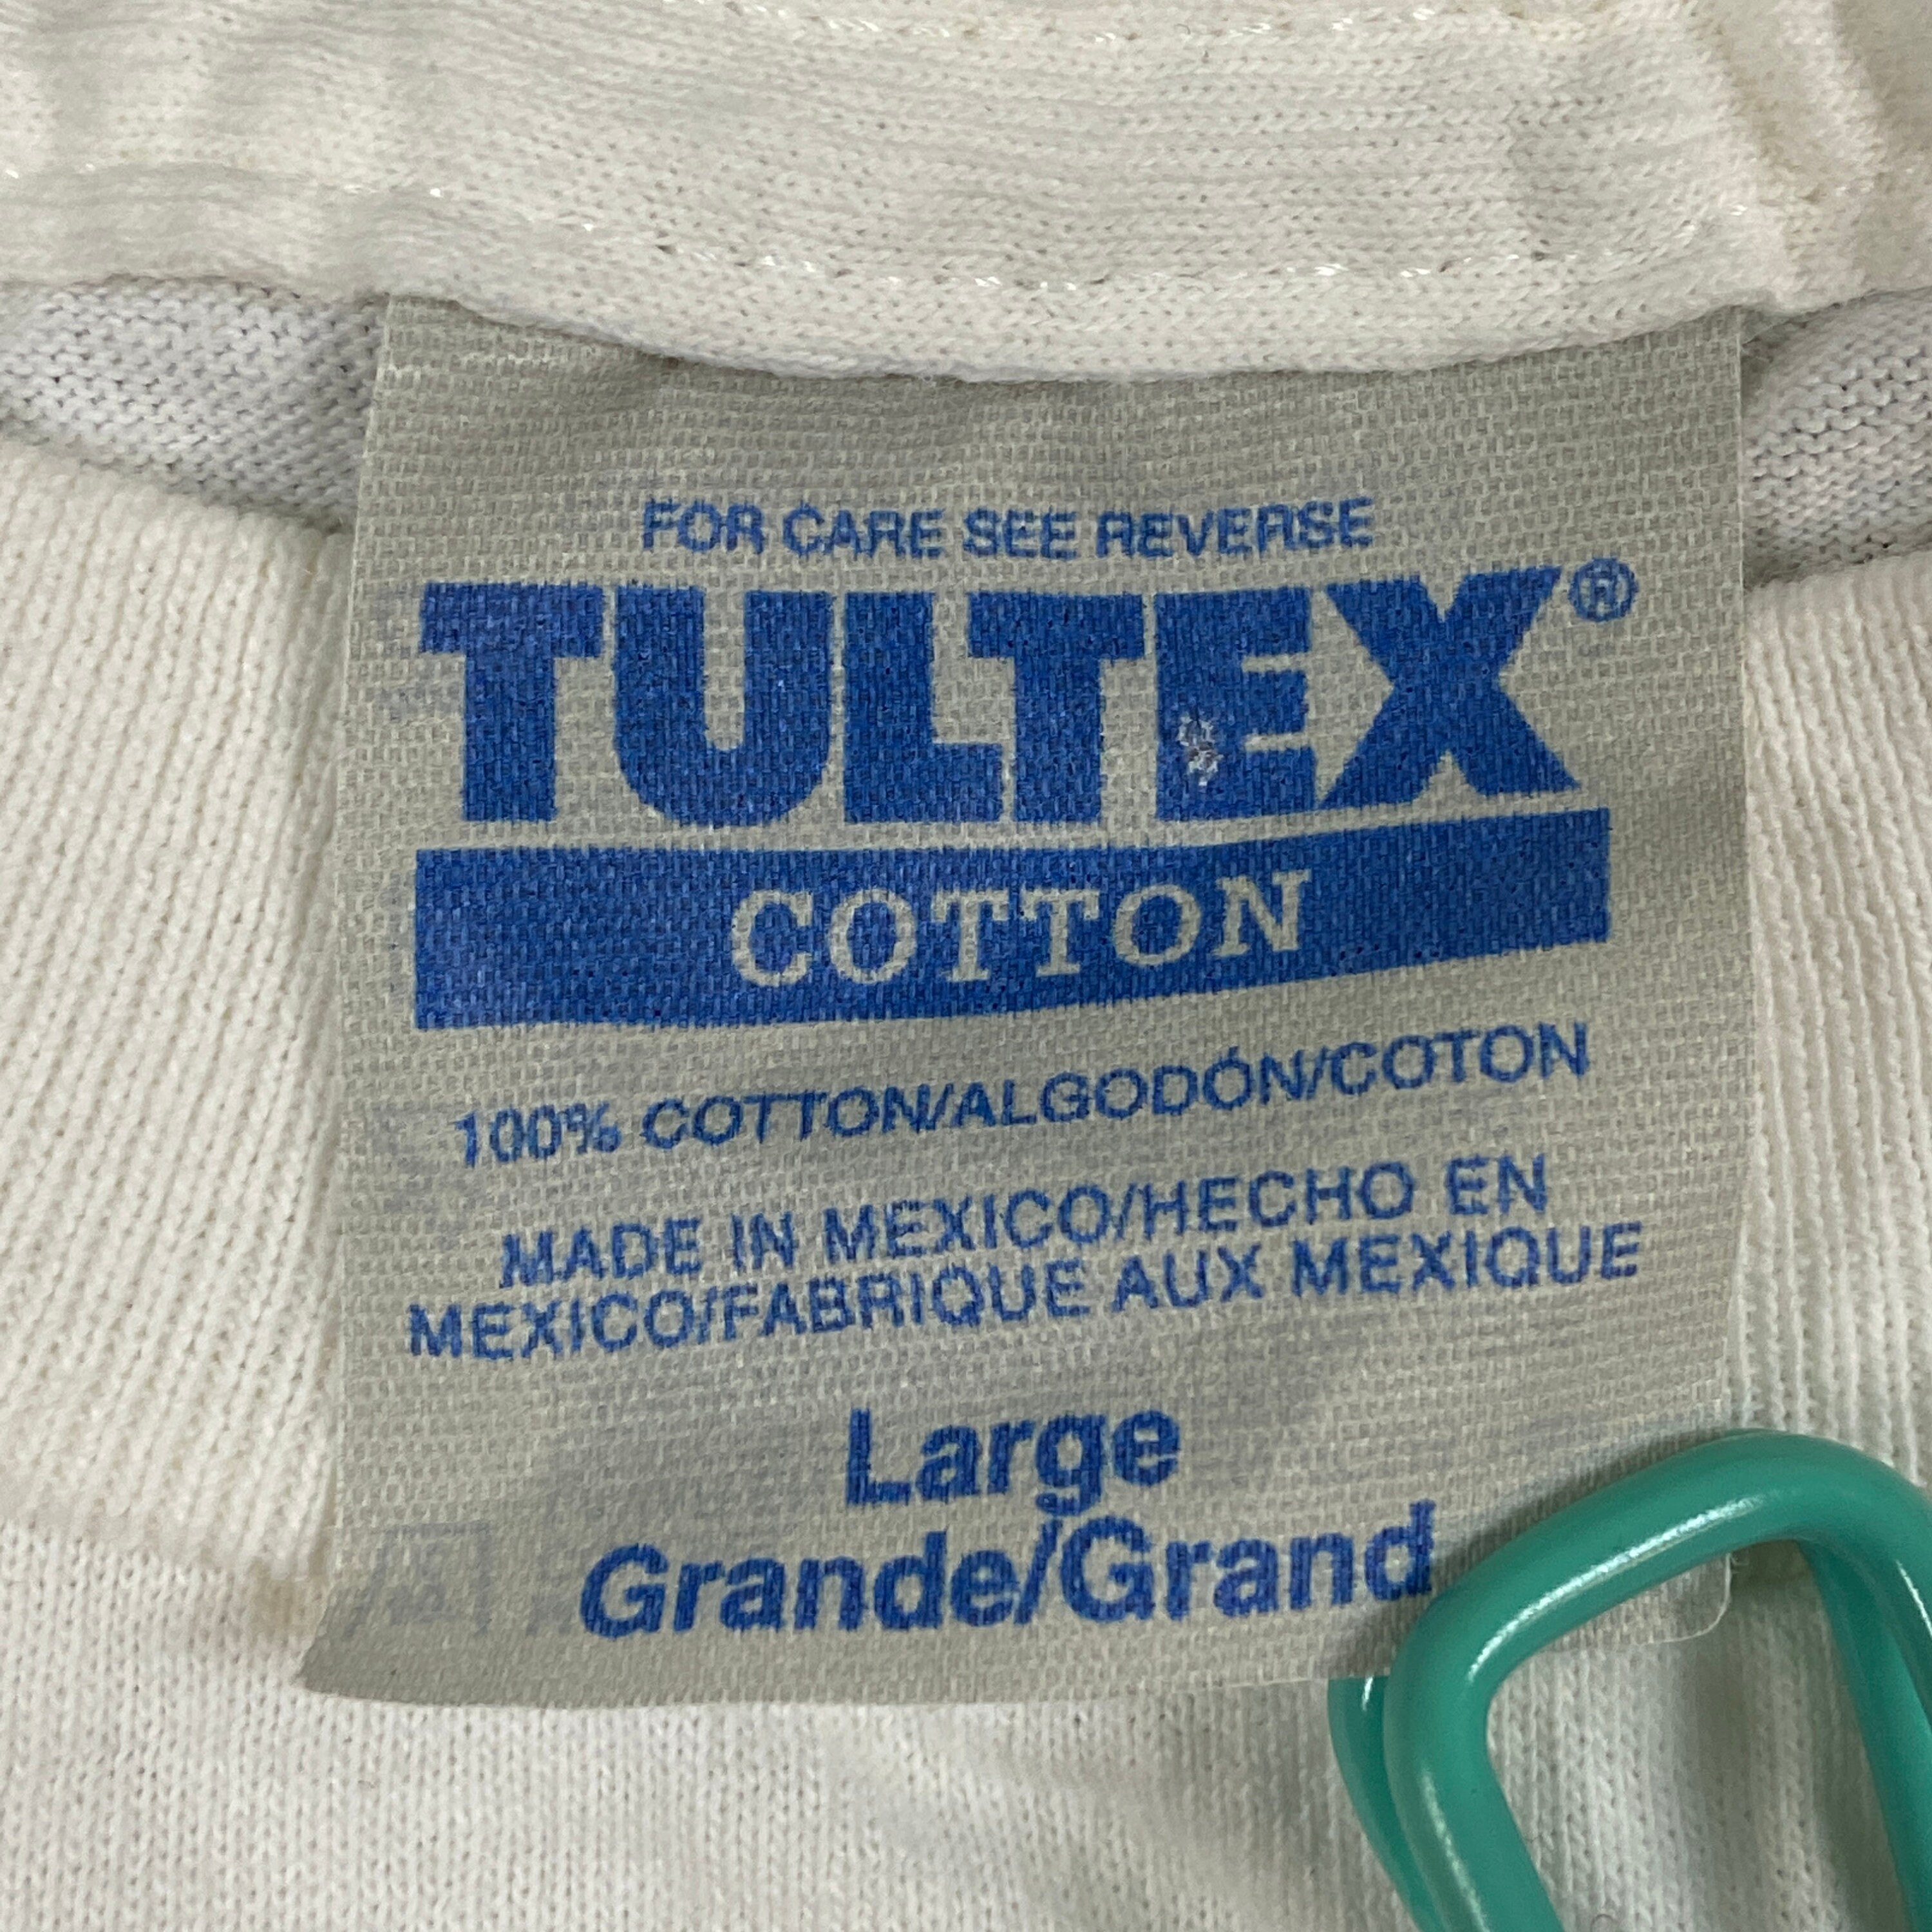 FOR CARE SEE REVERSE
TULTEX®
COTTON
100% COTTON/ALGODÓN/COTON
MADE IN MEXICO/HECHO EN
MEXICO/FABRIQUE AUX MEXIQUE
Large
Grande/Grand